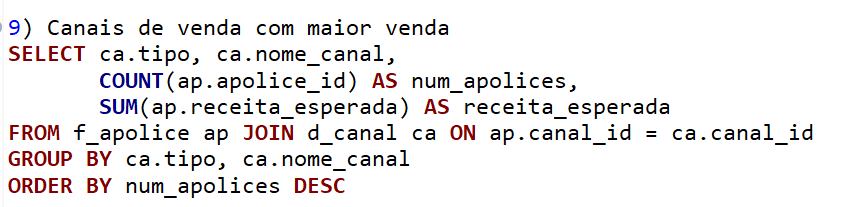 9) Canais de venda com maior venda
SELECT ca.tipo, ca.nome_canal,
COUNT(ap.apolice_id) AS num_apolices,
SUM(ap.receita_esperada) AS receita_esperada
FROM f_apolice ap JOIN d_canal ca ON ap.canal_id = ca.canal_id
GROUP BY ca.tipo, ca.nome_canal
ORDER BY num_apolices DESC